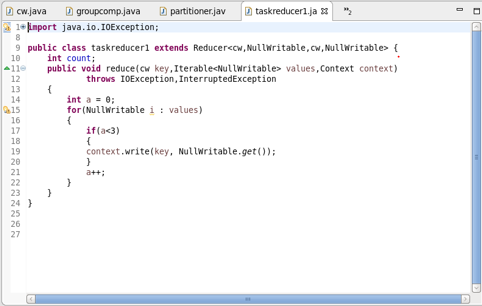 cw.java groupcomp.java partitioner.jav taskreducer1.ja »2
1 import java.io.IOException;
8
9 public class taskreducer1 extends Reducer<cw,NullWritable,cw,NullWritable> {
10 int count;
11 public void reduce(cw key,Iterable<NullWritable> values,Context context)
12 throws IOException,InterruptedException
13 {
14 int a = 0;
15 for(NullWritable i : values)
16 {
17 if(a<3)
18 {
19 context.write(key, NullWritable.get());
20 }
21 a++;
22 }
23 }
24 }
25
26
27